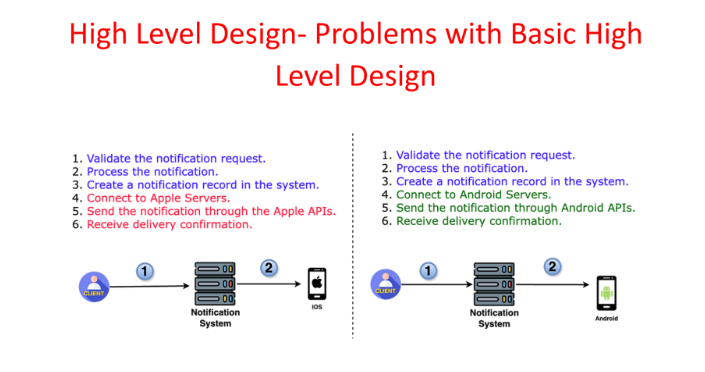 High Level Design- Problems with Basic High
Level Design
1. Validate the notification request.
2. Process the notification.
3. Create a notification record in the system.
4. Connect to Apple Servers.
5. Send the notification through the Apple APIs.
6. Receive delivery confirmation.
1
2
CLIENT
Notification
System
iOS
1. Validate the notification request.
2. Process the notification.
3. Create a notification record in the system.
4. Connect to Android Servers.
5. Send the notification through Android APIs.
6. Receive delivery confirmation.
1
2
CLIENT
Notification
System
Android